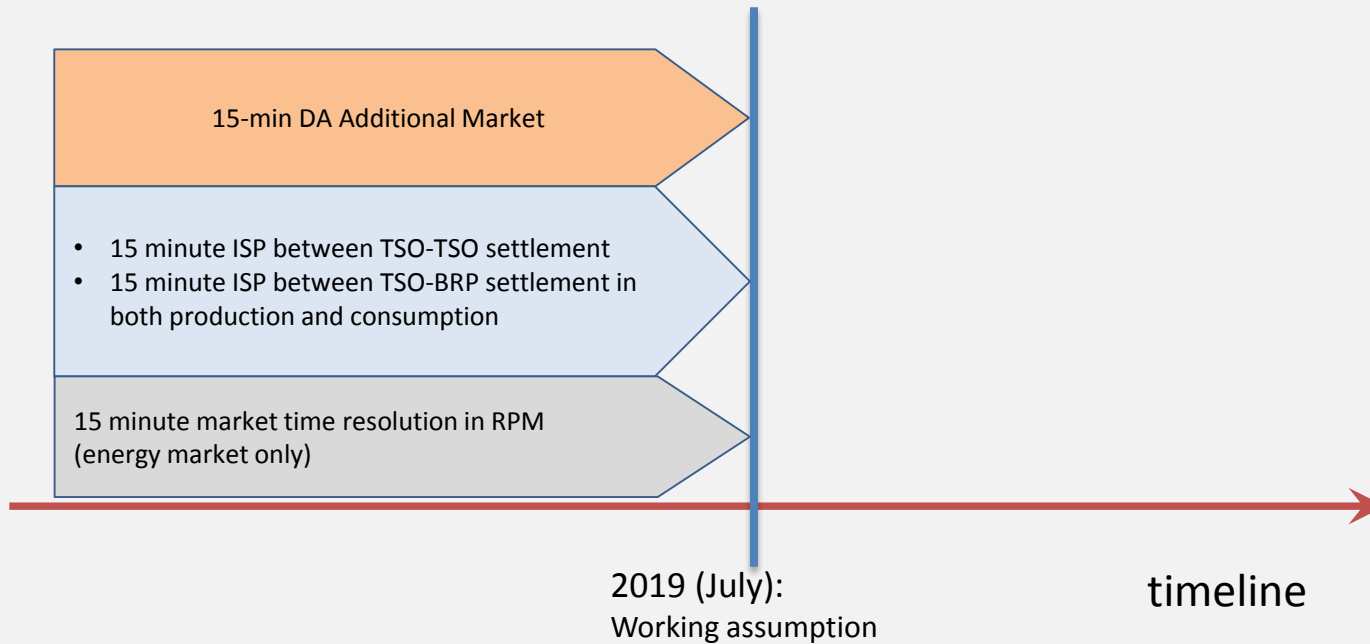 15-min DA Additional Market
• 15 minute ISP between TSO-TSO settlement
• 15 minute ISP between TSO-BRP settlement in
both production and consumption
15 minute market time resolution in RPM
(energy market only)
2019 (July):
Working assumption
timeline